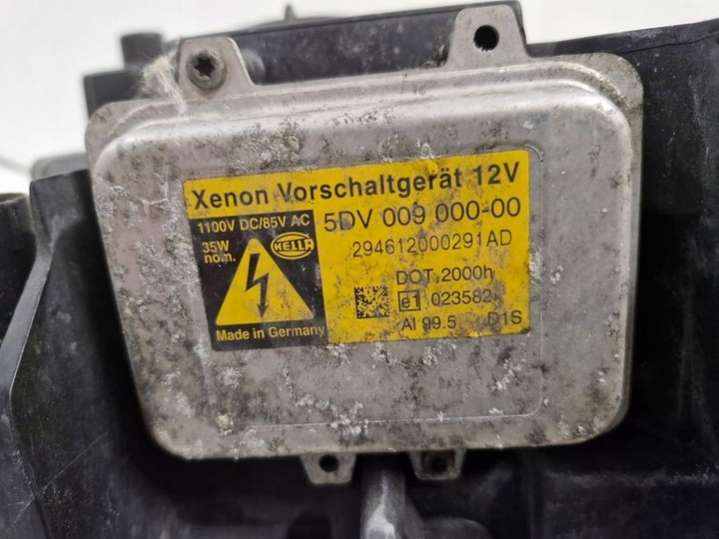 Xenon Vorschaltgerät 12V
1100V DC/85V AC
35W
nom.
HELLA
5DV 009 000-00
294612000291AD
DOT, 2000h
e1 023582
Al 99.5 D1S
Made in Germany